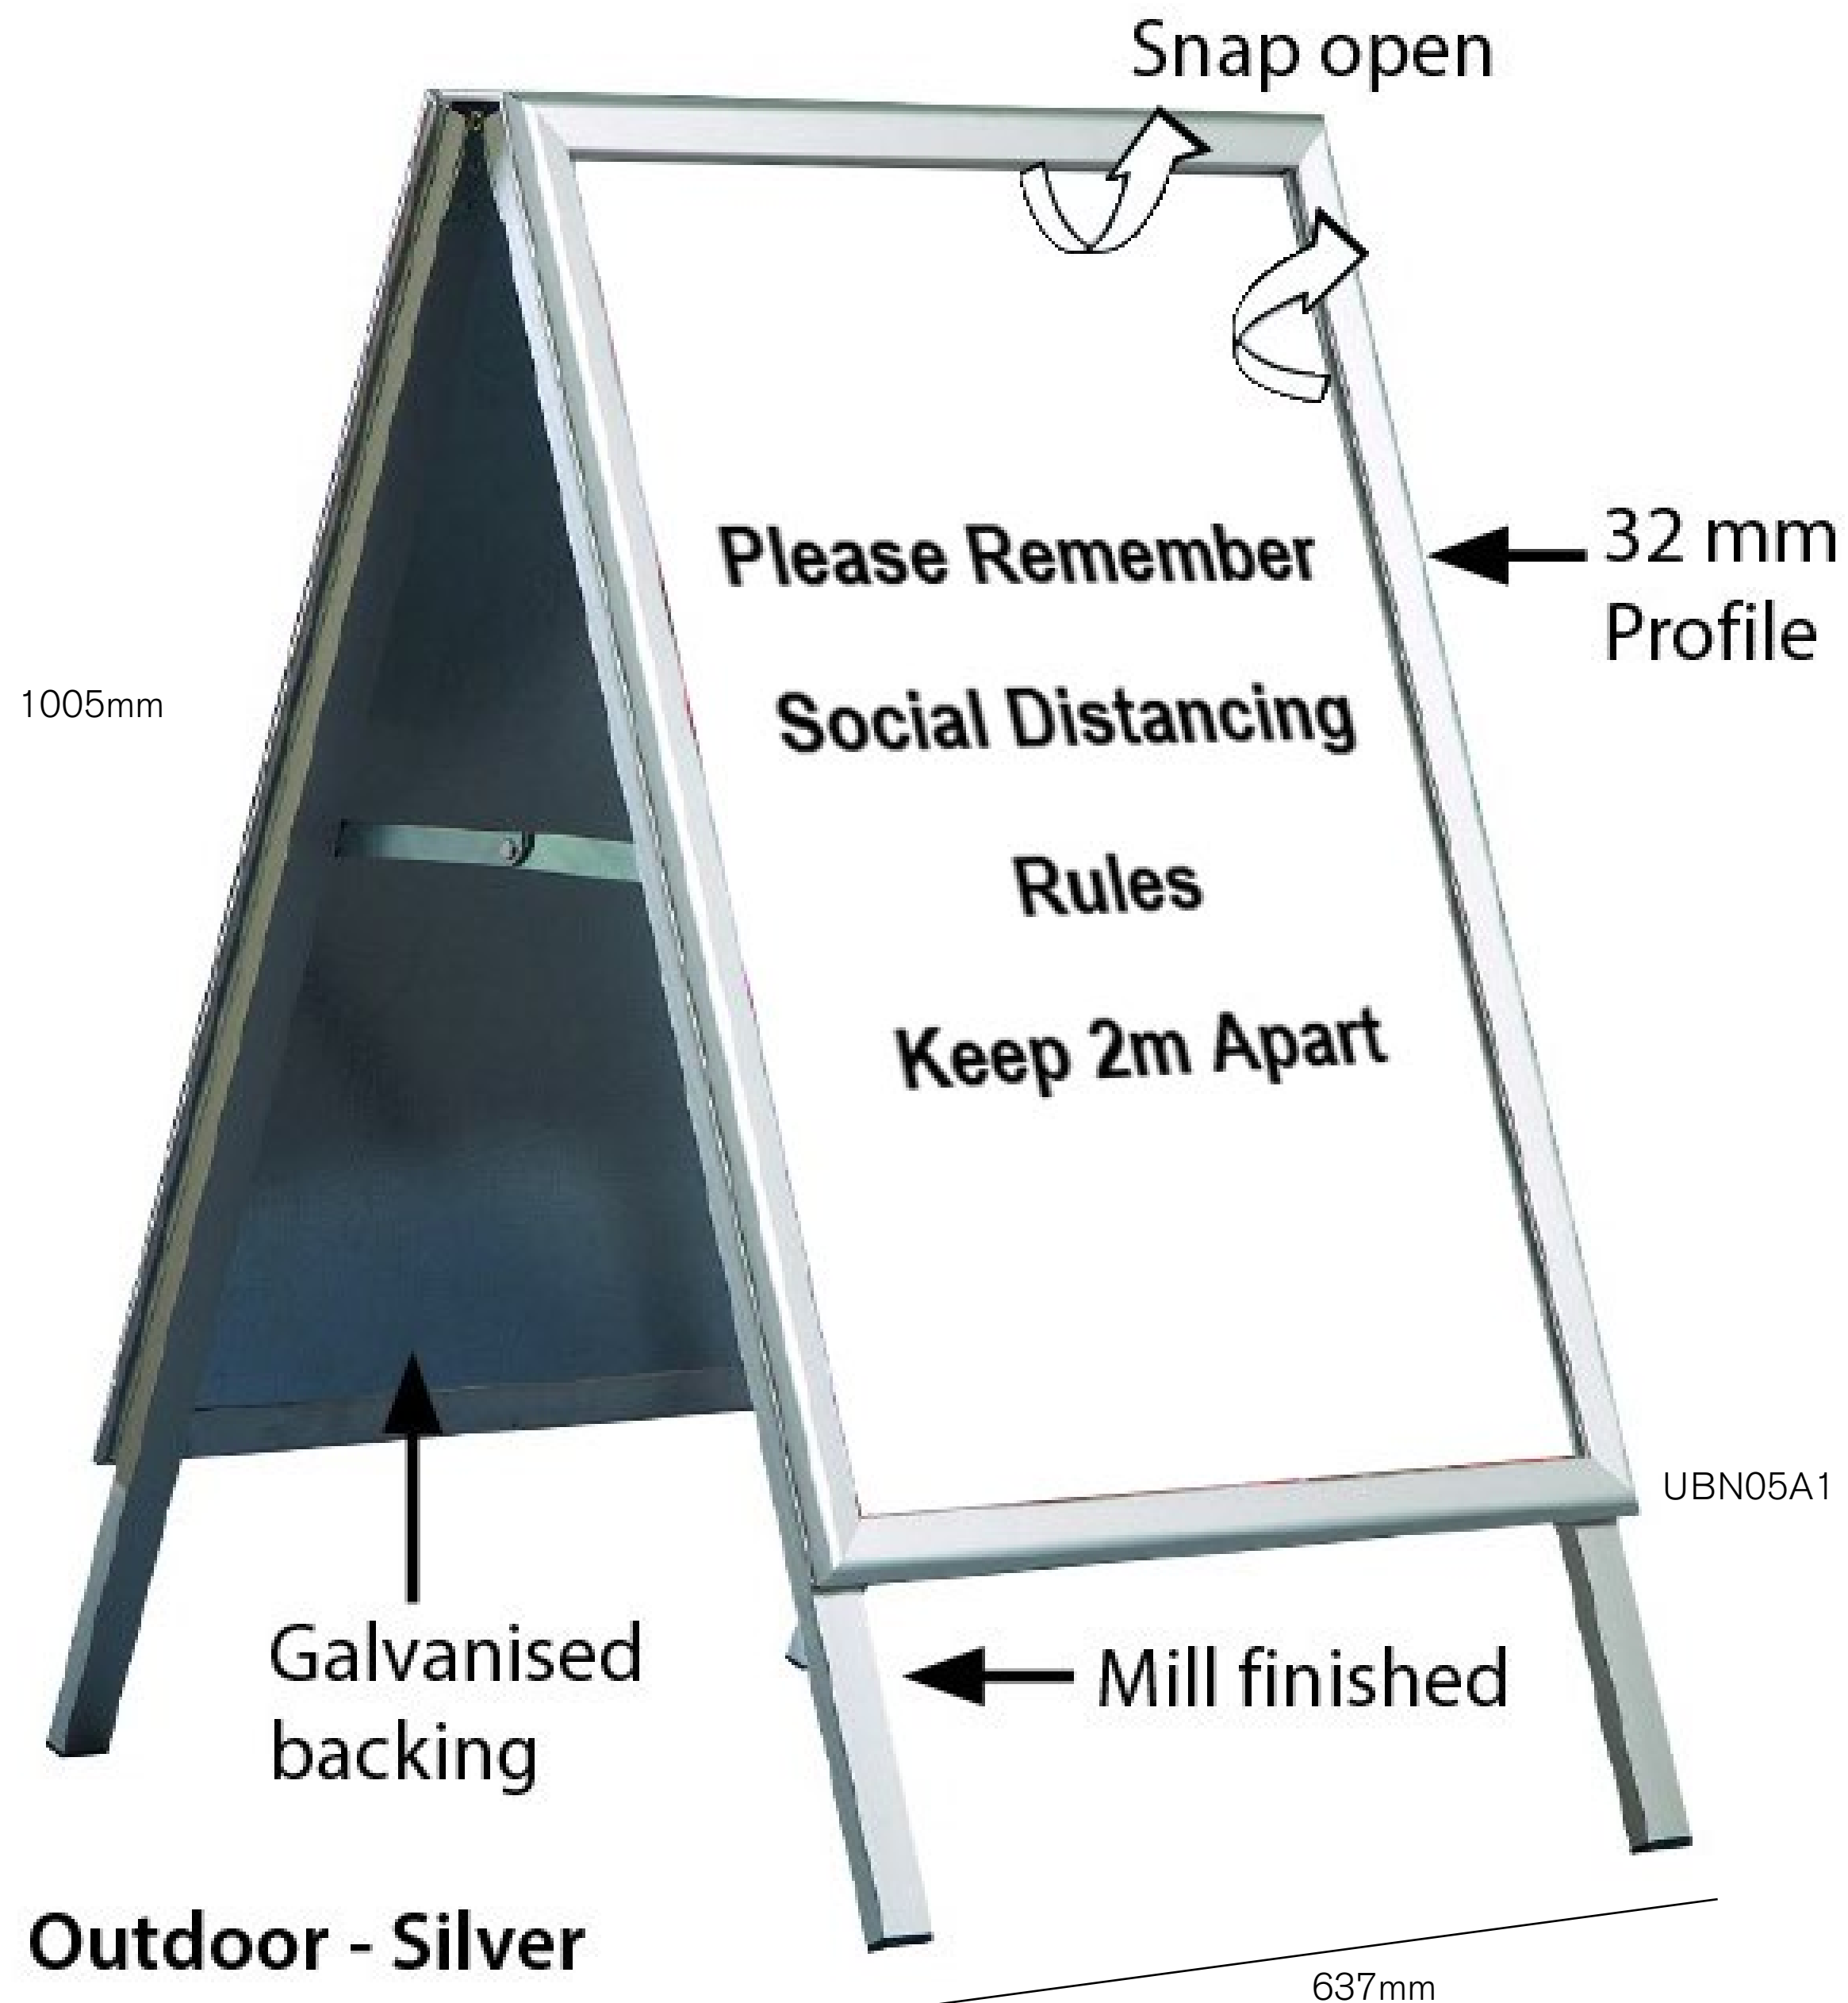 Snap open
32 mm
Profile
1005mm
Please Remember
Social Distancing
Rules
Keep 2m Apart
UBN05A1
Galvanised
backing
Mill finished
Outdoor - Silver
637mm